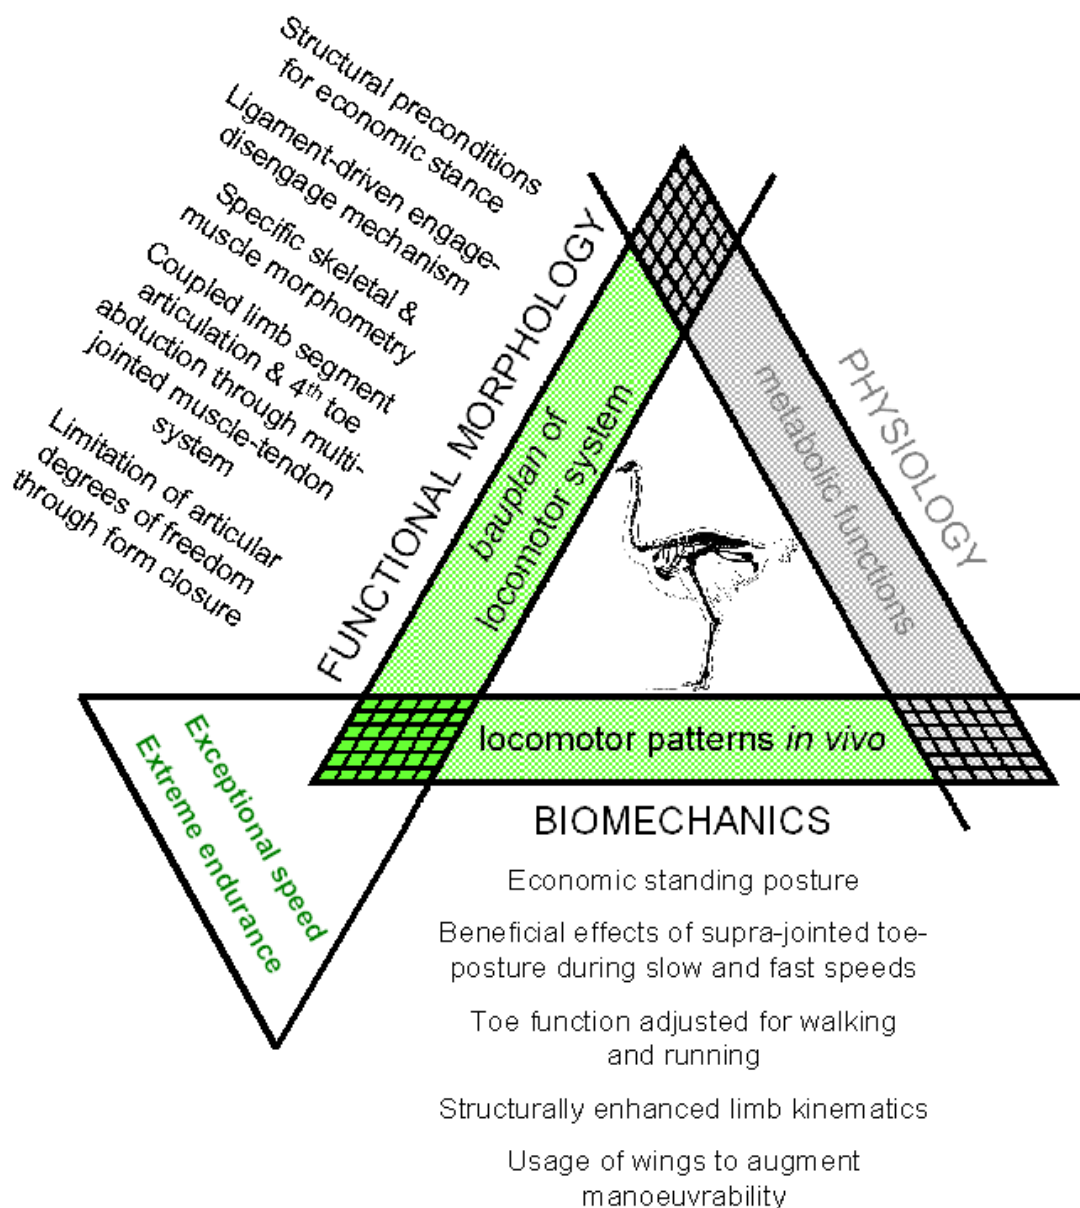 Structural preconditions
for economic stance
Ligament-driven engage-
disengage mechanism
Specific skeletal &
muscle morphometry
Coupled limb segment
articulation & 4th toe
abduction through multi-
jointed muscle-tendon
system
Limitation of articular
degrees of freedom
through form closure
FUNCTIONAL MORPHOLOGY
bauplan of
locomotor system
PHYSIOLOGY
metabolic functions
Exceptional speed
Extreme endurance
locomotor patterns in vivo
BIOMECHANICS
Economic standing posture
Beneficial effects of supra-jointed toe-
posture during slow and fast speeds
Toe function adjusted for walking
and running
Structurally enhanced limb kinematics
Usage of wings to augment
manoeuvrability